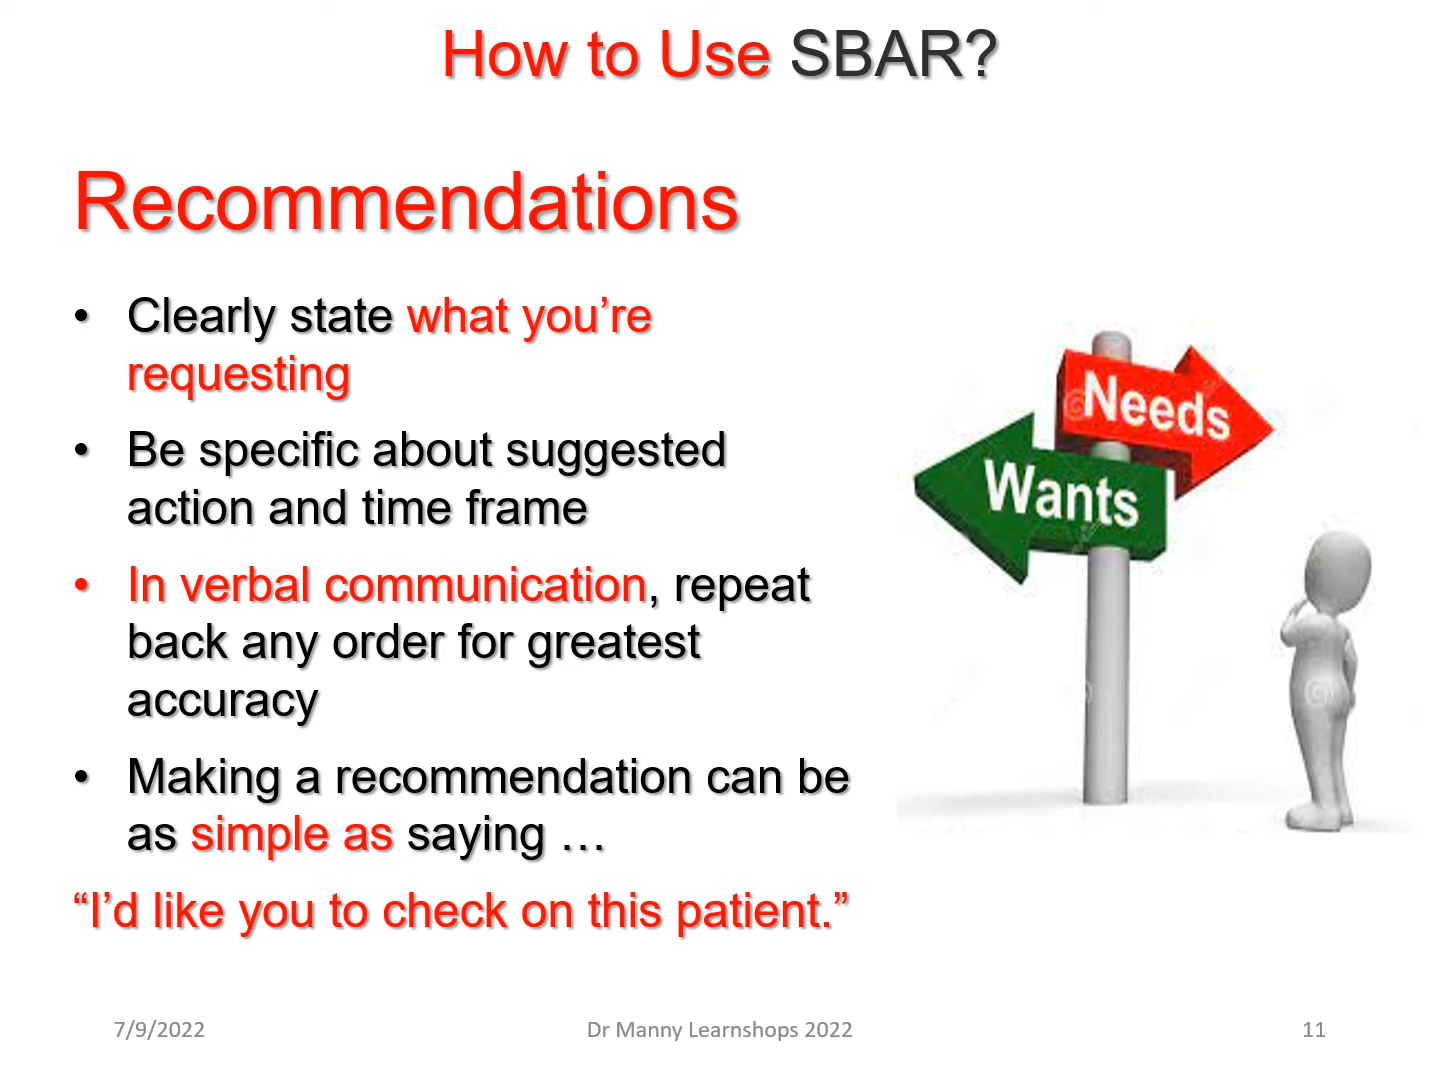 How to Use SBAR?
Recommendations
• Clearly state what you’re
requesting
• Be specific about suggested
action and time frame
• In verbal communication, repeat
back any order for greatest
accuracy
• Making a recommendation can be
as simple as saying …
“I’d like you to check on this patient.”
Needs
Wants
7/9/2022
Dr Manny Learnshops 2022
11